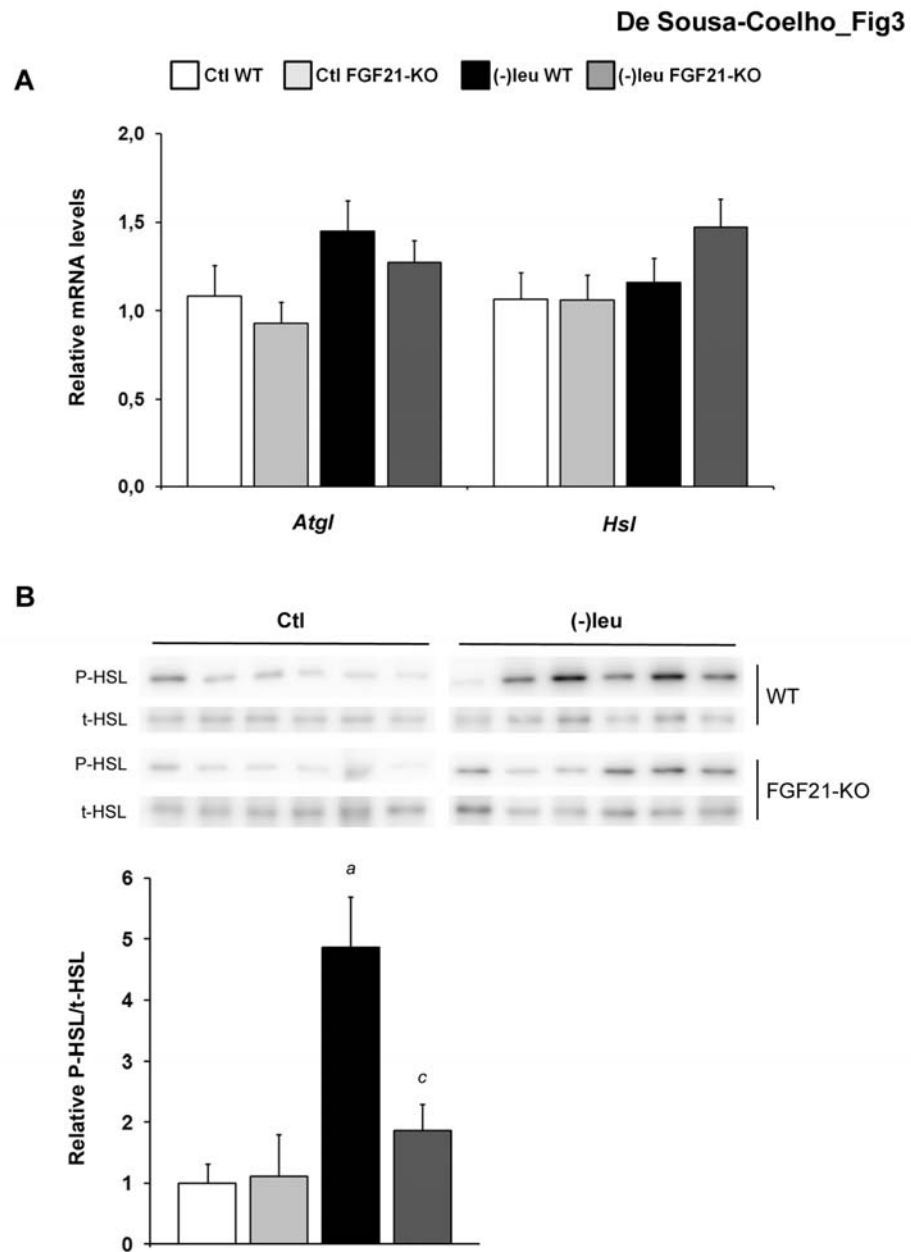 De Sousa-Coelho_Fig3
A
Ctl WT Ctl FGF21-KO (-)leu WT (-)leu FGF21-KO
Relative mRNA levels
2,0
1,5
1,0
0,5
0,0
Atgl Hsl
B
Ctl (-)leu
P-HSL
t-HSL
WT
P-HSL
t-HSL
FGF21-KO
Relative P-HSL/t-HSL
6
5
4
3
2
1
0
a
c